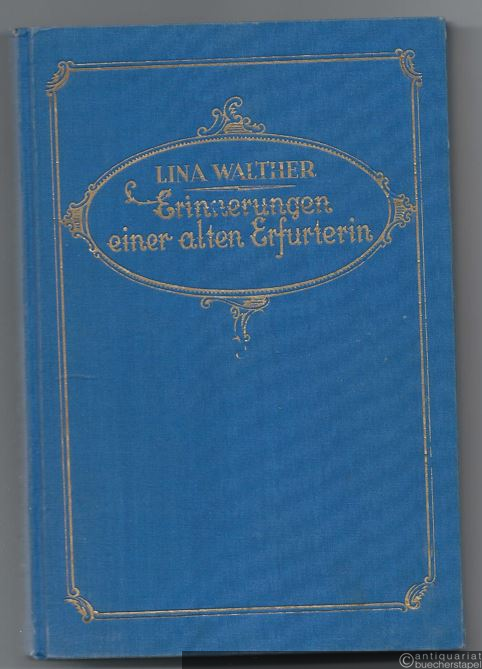 LINA WALTHER
Erinnerungen
einer alten Erfurterin
antiquariat
buecherstapel